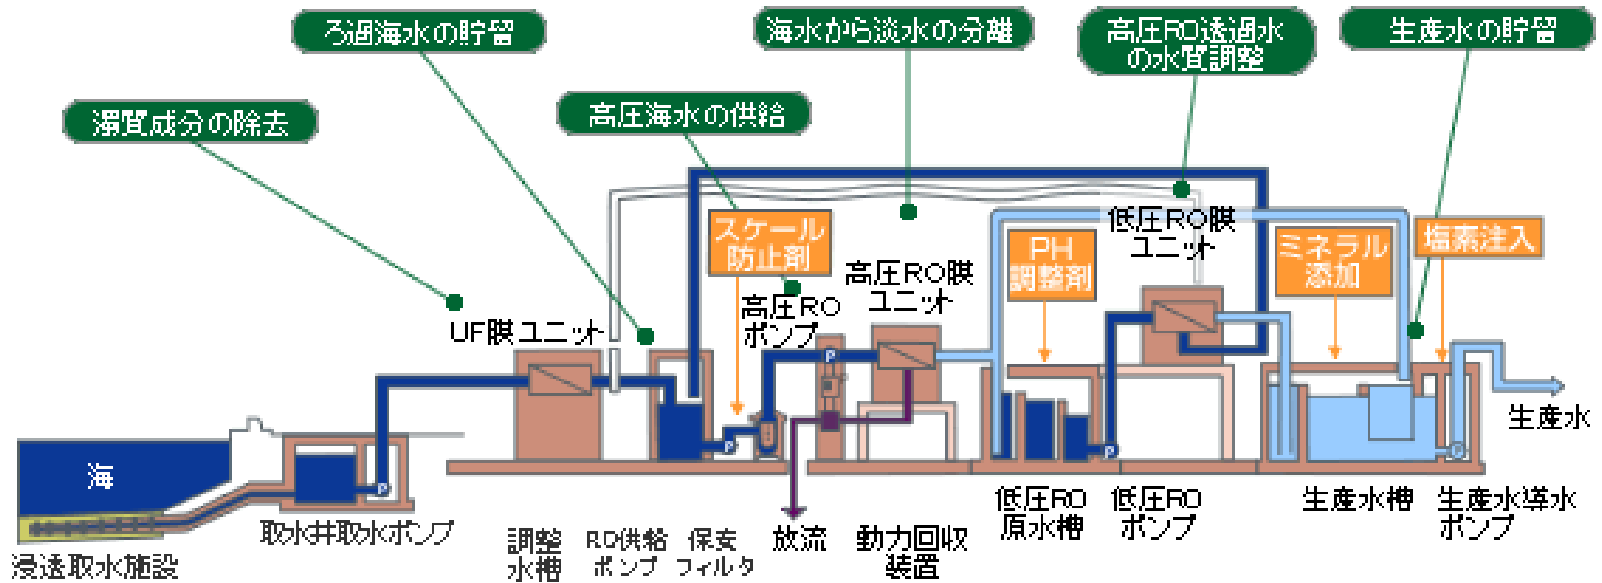 ろ過海水の貯留
海水から淡水の分離
高圧RO透過水
の水質調整
生産水の貯留
濁質成分の除去
高圧海水の供給
スケール
防止剤
高圧RO
ポンプ
高圧RO膜
ユニット
PH
調整剤
低圧RO膜
ユニット
ミネラル
添加
塩素注入
UF膜ユニット
P
P
P
P
P
海
生産水
取水井取水ポンプ
浸透取水施設
調整
水槽
RO供給
ポンプ
保安
フィルタ
放流
動力回収
装置
低圧RO
原水槽
低圧RO
ポンプ
生産水槽
生産水導水
ポンプ